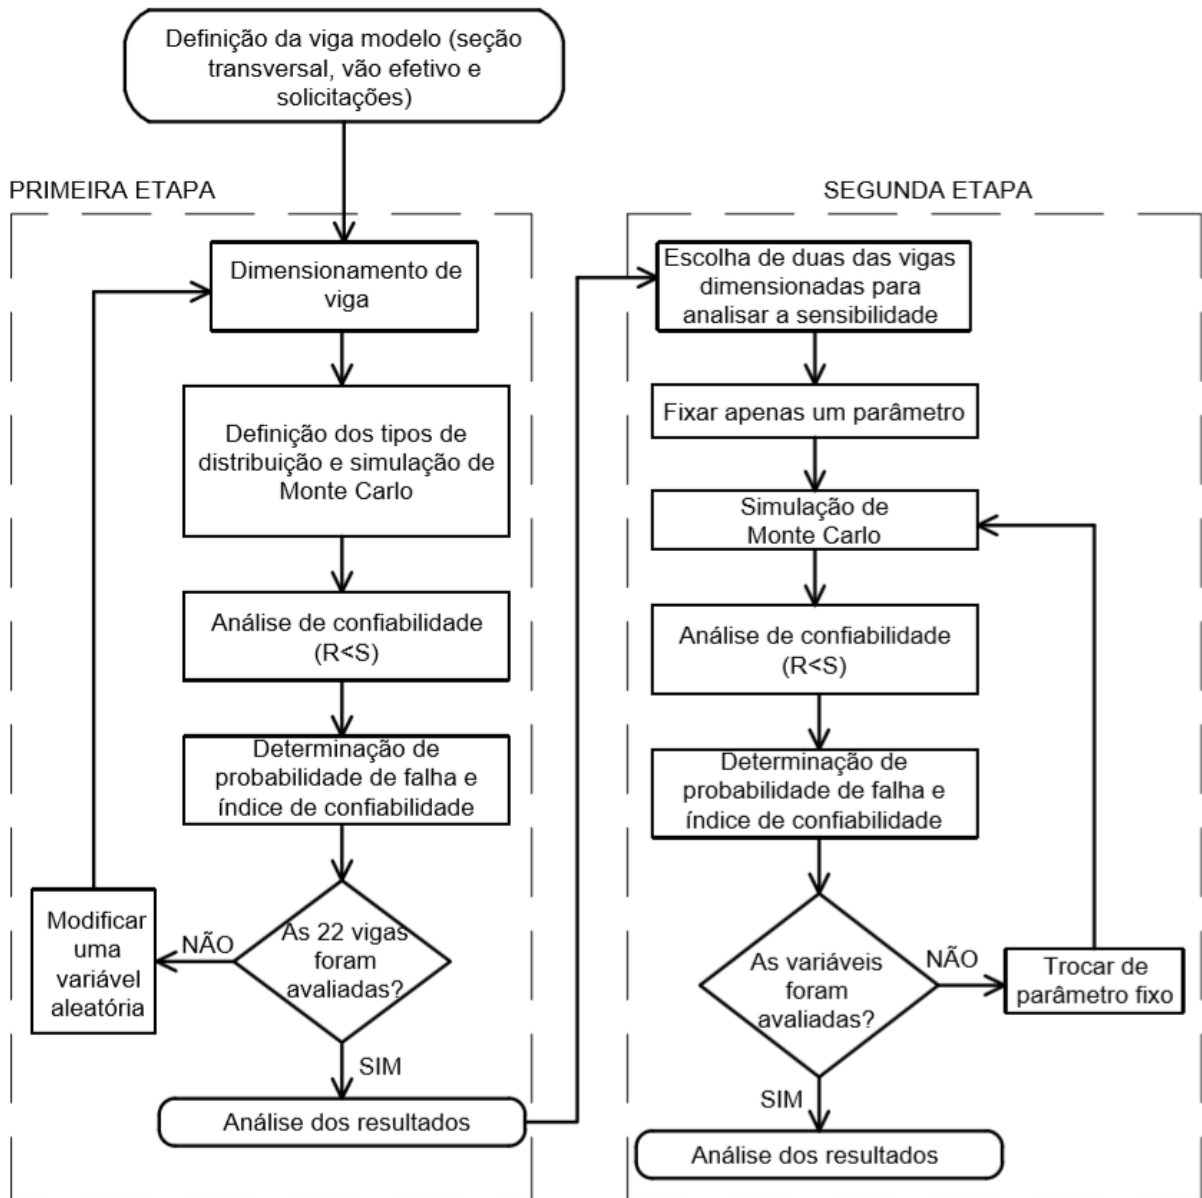 Definição da viga modelo (seção
transversal, vão efetivo e
solicitações)
PRIMEIRA ETAPA
Dimensionamento de
viga
Definição dos tipos de
distribuição e simulação de
Monte Carlo
Análise de confiabilidade
(R<S)
Determinação de
probabilidade de falha e
índice de confiabilidade
As 22 vigas
foram
avaliadas?
NÃO
Modificar
uma
variável
aleatória
SIM
Análise dos resultados
SEGUNDA ETAPA
Escolha de duas das vigas
dimensionadas para
analisar a sensibilidade
Fixar apenas um parâmetro
Simulação de
Monte Carlo
Análise de confiabilidade
(R<S)
Determinação de
probabilidade de falha e
índice de confiabilidade
As variáveis
foram
avaliadas?
NÃO
Trocar de
parâmetro fixo
SIM
Análise dos resultados